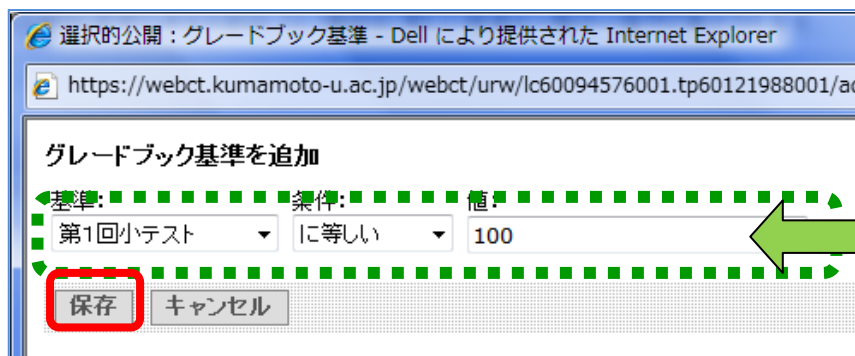 選択的公開：グレードブック基準 - Dell により提供された Internet Explorer
https://webct.kumamoto-u.ac.jp/webct/urw/lc60094576001.tp60121988001/ad
グレードブック基準を追加
基準: 条件: 値:
第1回小テスト に等しい 100
保存 キャンセル